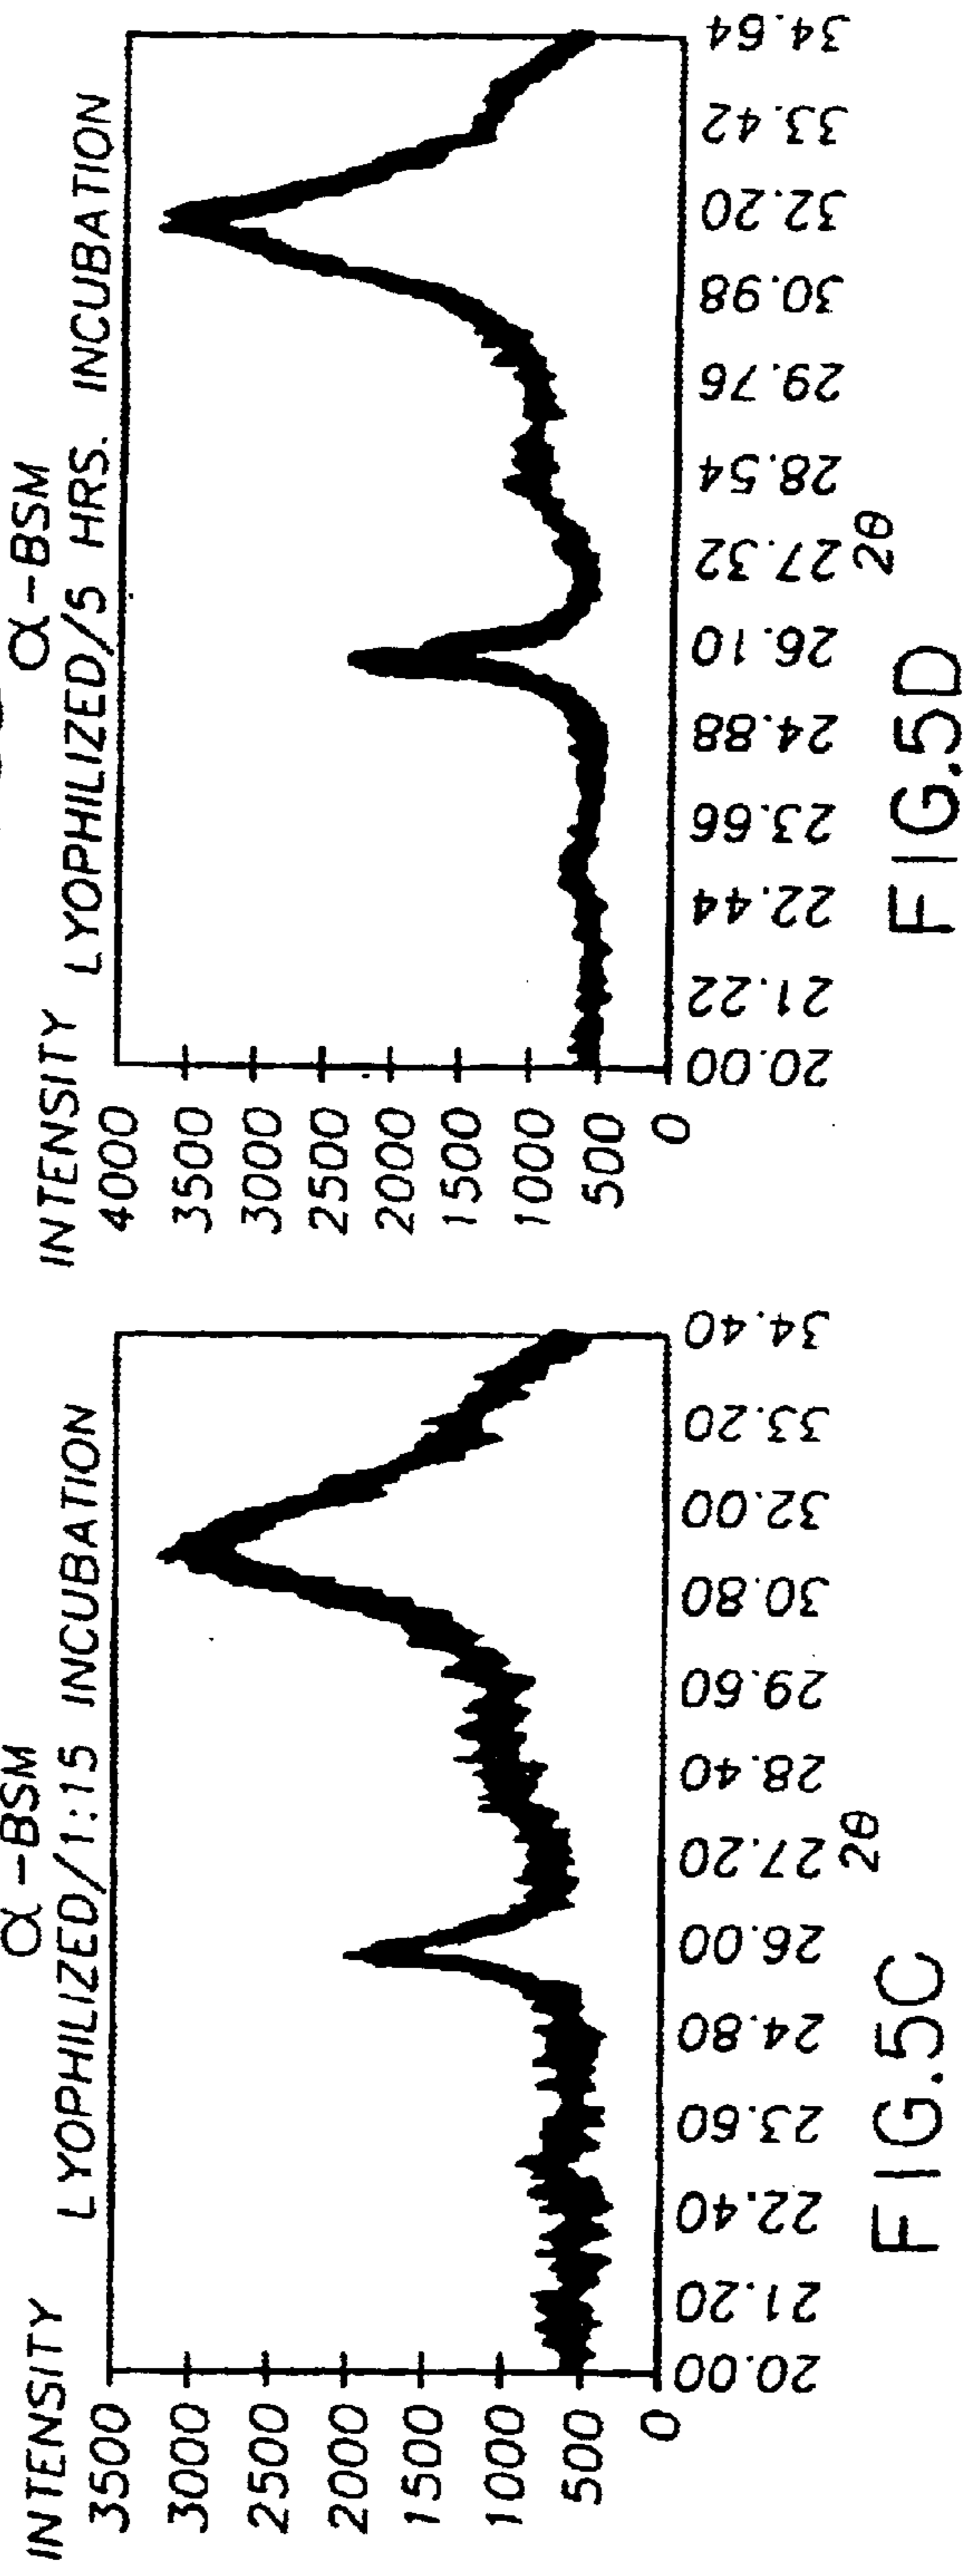 α-BSM
INTENSITY LYOPHILIZED/1:15 INCUBATION
3500
3000
2500
2000
1500
1000
500
0
20.00 21.20 22.40 23.60 24.80 26.00 27.20 28.40 29.60 30.80 32.00 33.20 34.40
2θ
FIG.5C
α-BSM
INTENSITY LYOPHILIZED/5 HRS. INCUBATION
4000
3500
3000
2500
2000
1500
1000
500
0
20.00 21.22 22.44 23.66 24.88 26.10 27.32 28.54 29.76 30.98 32.20 33.42 34.64
2θ
FIG.5D